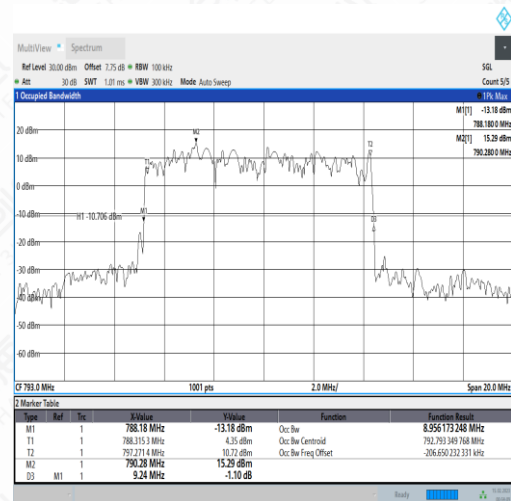 MultiView Spectrum
Ref Level 30.00 dBm Offset 7.75 dB RBW 100 kHz SGL
Att 30 dB SWT 1.01 ms VBW 300 kHz Mode Auto Sweep Count 5/5
1 Occupied Bandwidth 1Pk Max
M1[1] -13.18 dBm
788.1800 MHz
M2[1] 15.29 dBm
790.2800 MHz
20 dBm
M2
T1
T2
10 dBm
0 dBm
-10 dBm
H1 -10.706 dBm
M1
D3
-20 dBm
-30 dBm
-40 dBm
-50 dBm
-60 dBm
CF 793.0 MHz 1001 pts 2.0 MHz/ Span 20.0 MHz
2 Marker Table
Type Ref Trc X-Value Y-Value Function Function Result
M1 1 788.18 MHz -13.18 dBm Occ Bw 8.956 173 248 MHz
T1 1 788.315 3 MHz 4.35 dBm Occ Bw Centroid 792.793 349 768 MHz
T2 1 797.271 4 MHz 10.72 dBm Occ Bw Freq Offset -206.650 232 331 kHz
M2 1 790.28 MHz 15.29 dBm
D3 M1 1 9.24 MHz -1.10 dB
Ready